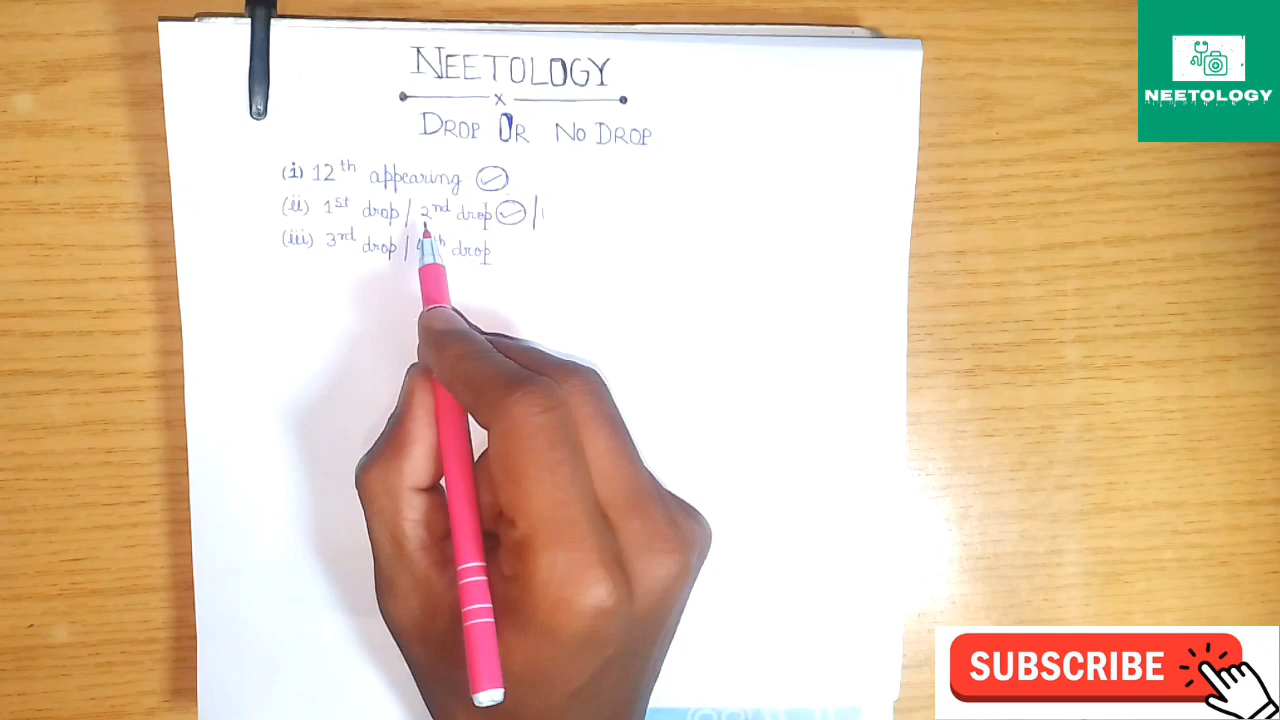 NEETOLOGY
x
DROP OR NO DROP
(i) 12th appearing
(ii) 1st drop / 2nd drop
(iii) 3rd drop / th drop
NEETOLOGY
SUBSCRIBE